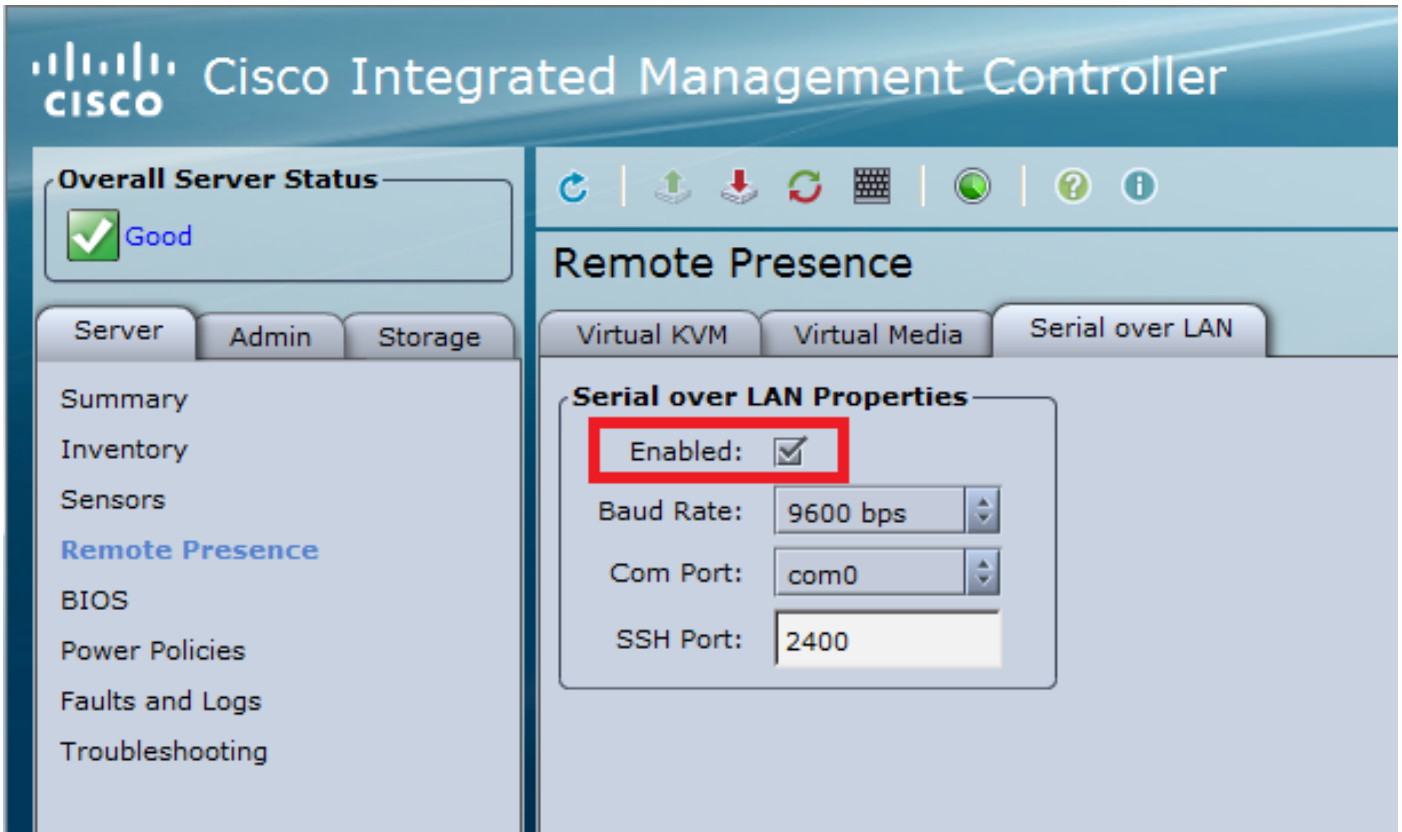 CISCO
Cisco Integrated Management Controller
Overall Server Status
Good
Server Admin Storage
Summary
Inventory
Sensors
Remote Presence
BIOS
Power Policies
Faults and Logs
Troubleshooting
Remote Presence
Virtual KVM Virtual Media Serial over LAN
Serial over LAN Properties
Enabled:
Baud Rate: 9600 bps
Com Port: com0
SSH Port: 2400